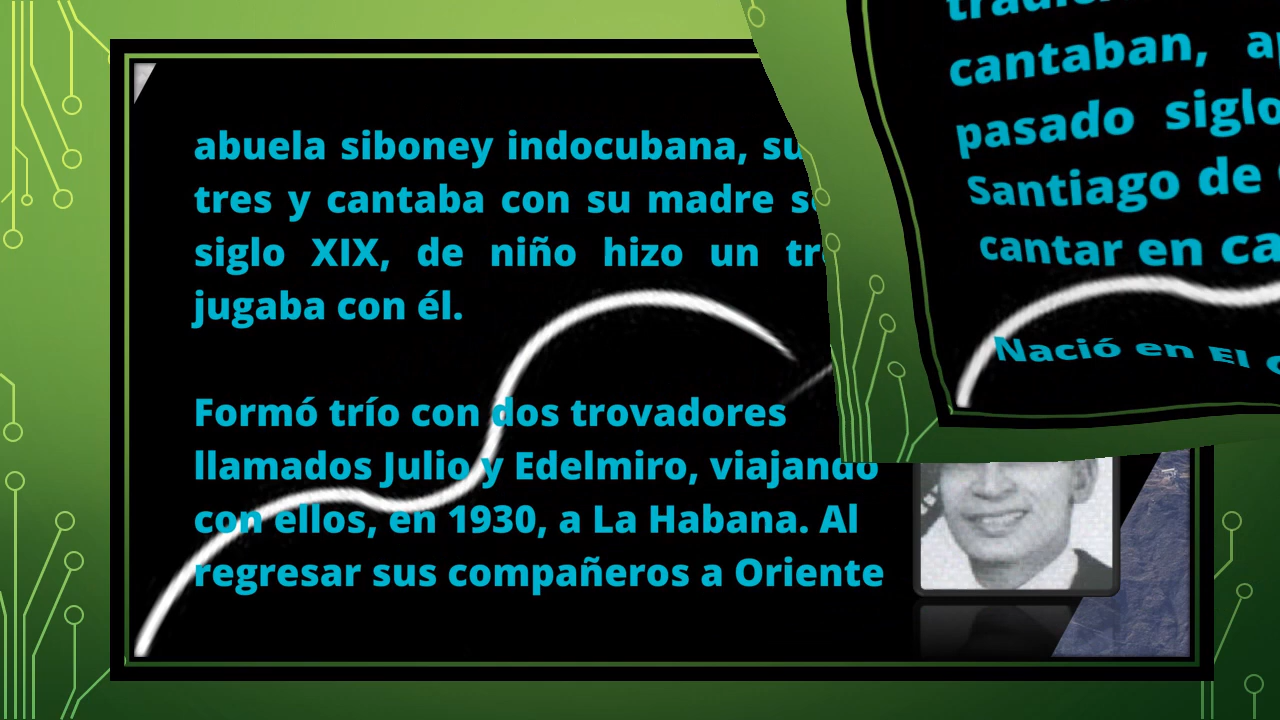 abuela siboney indocubana, su
tres y cantaba con su madre
siglo XIX, de niño hizo un
jugaba con él.
Formó trío con dos trovadores
llamados Julio y Edelmiro, viajando
con ellos, en 1930, a La Habana. Al
regresar sus compañeros a Oriente
cantaban,
pasado siglo
Santiago de
cantar en
Nació en El